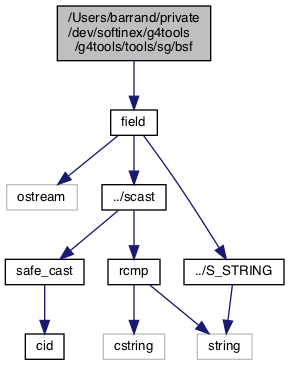 /Users/barrand/private
/dev/softinex/g4tools
/g4tools/tools/sg/bsf
field
ostream
../scast
safe_cast
rcmp
../S_STRING
cid
cstring
string